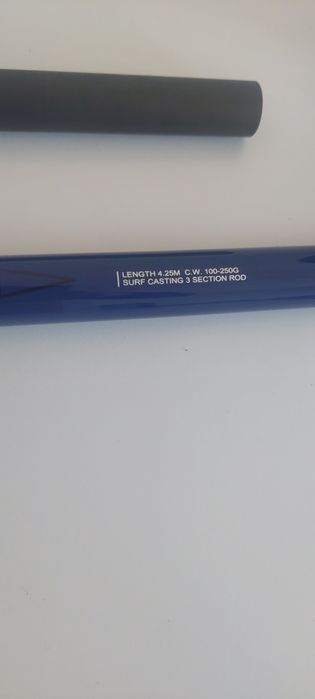 LENGTH 4.25M C.W. 100-250G
SURF CASTING 3 SECTION ROD